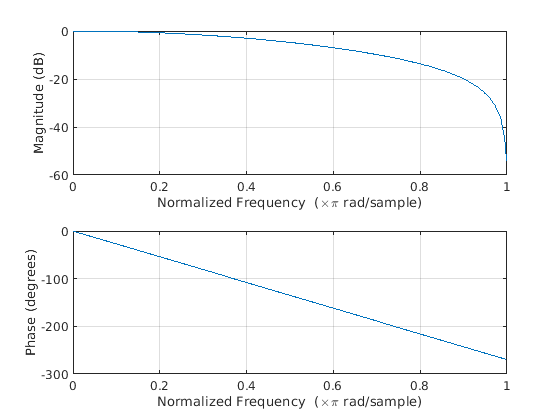 0
-20
-40
-60
Magnitude (dB)
0 0.2 0.4 0.6 0.8 1
Normalized Frequency (×π rad/sample)
0
-100
-200
-300
Phase (degrees)
0 0.2 0.4 0.6 0.8 1
Normalized Frequency (×π rad/sample)